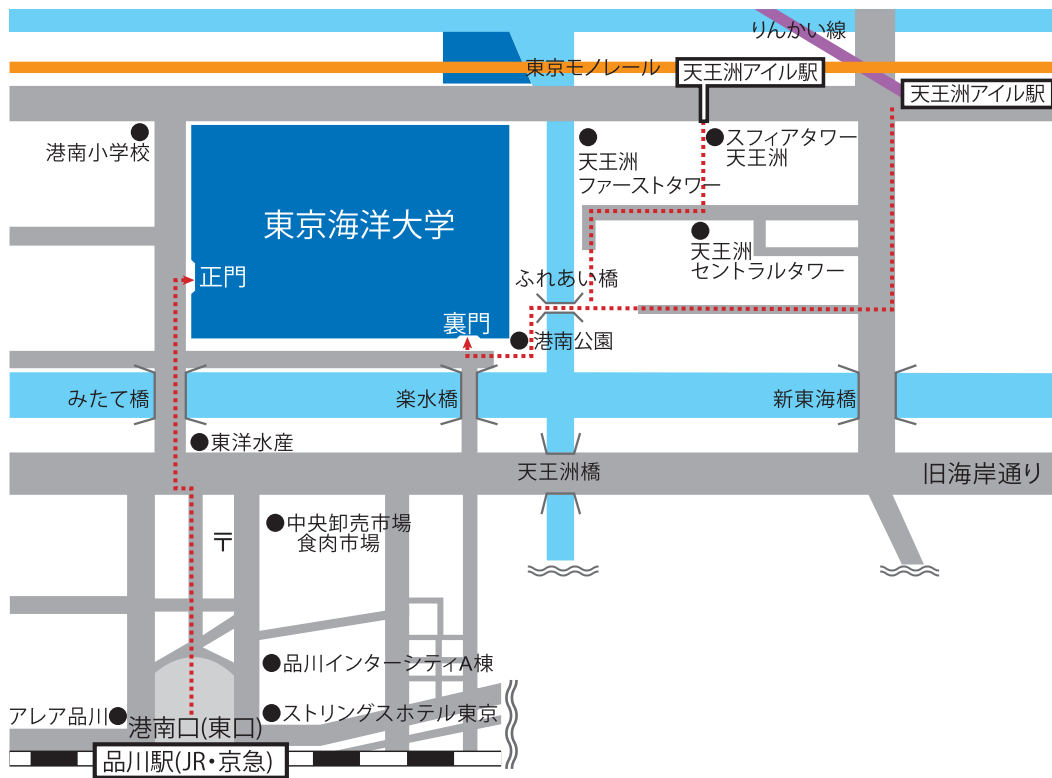 りんかい線
東京モノレール
天王洲アイル駅
天王洲アイル駅
港南小学校
天王洲
ファーストタワー
スフィアタワー
天王洲
東京海洋大学
天王洲
セントラルタワー
正門
ふれあい橋
裏門
港南公園
みたて橋
楽水橋
新東海橋
東洋水産
天王洲橋
旧海岸通り
〒
中央卸売市場
食肉市場
品川インターシティA棟
アレア品川
港南口(東口)
ストリングスホテル東京
品川駅(JR・京急)